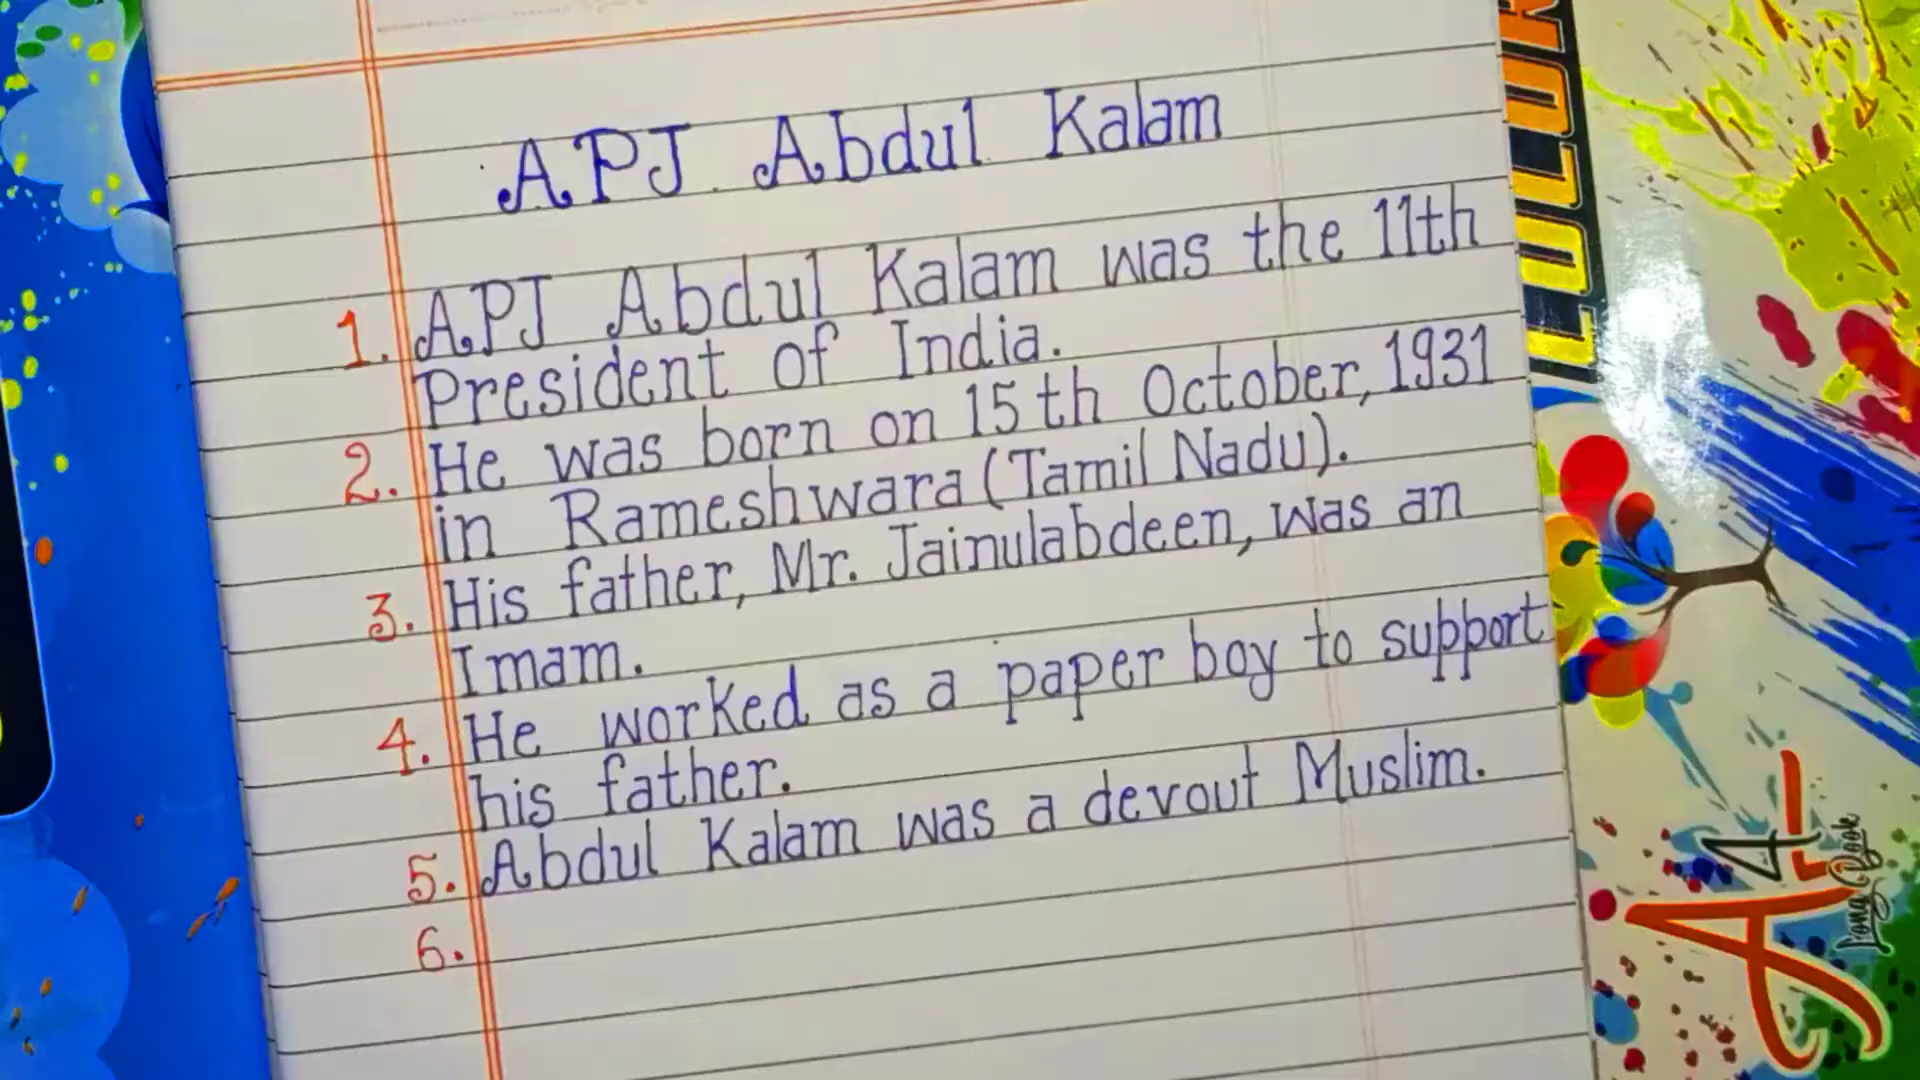 APJ Abdul Kalam
1. APJ Abdul Kalam was the 11th
President of India.
2. He was born on 15th October, 1931
in Rameshwara (Tamil Nadu).
3. His father, Mr. Jainulabdeen, was an
Imam.
4. He worked as a paper boy to support
his father.
5. Abdul Kalam was a devout Muslim.
6.
A4
Long Book